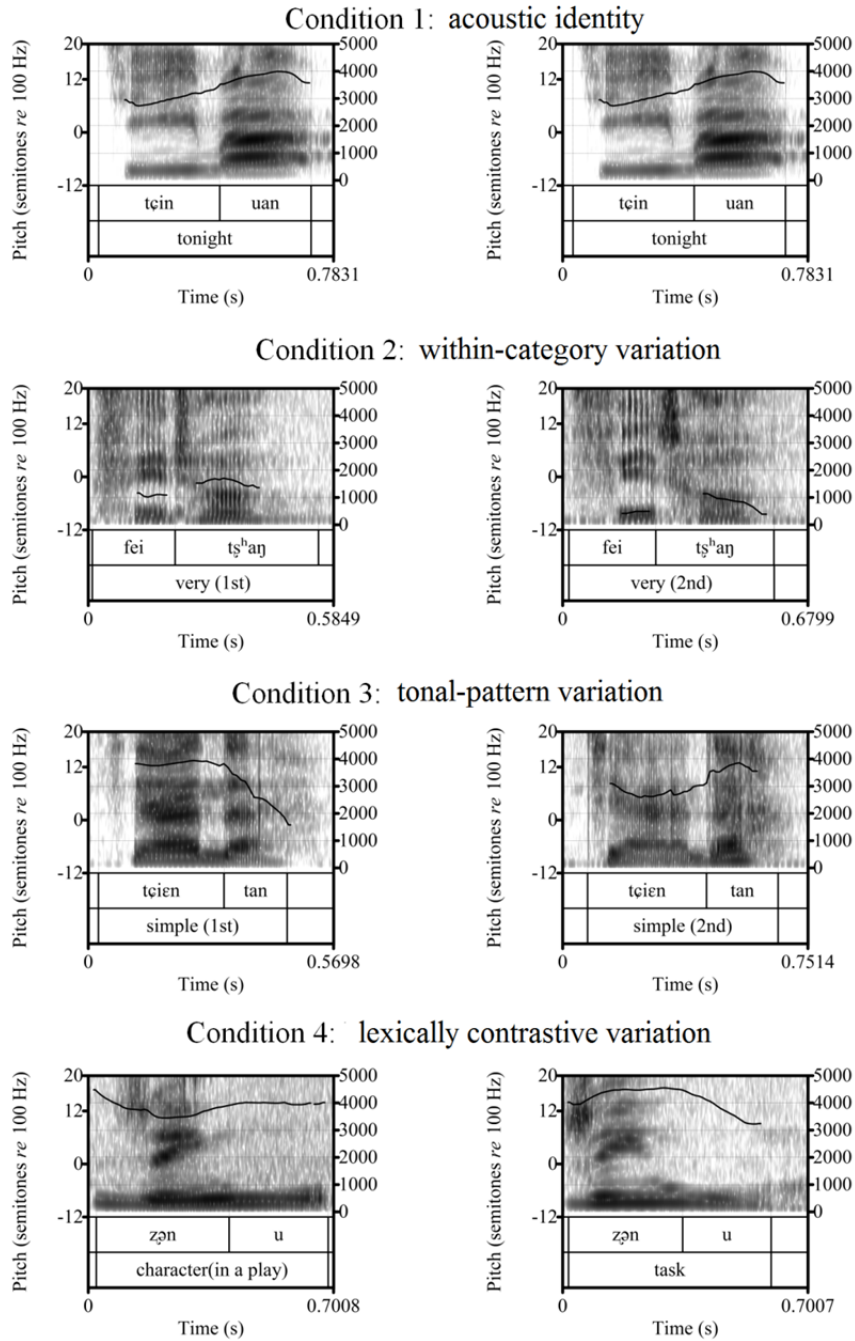 Condition 1: acoustic identity
Pitch (semitones re 100 Hz)
20
12
0
-12
5000
4000
3000
2000
1000
0
tɕin
uan
tonight
0
0.7831
Time (s)
Pitch (semitones re 100 Hz)
20
12
0
-12
5000
4000
3000
2000
1000
0
tɕin
uan
tonight
0
0.7831
Time (s)
Condition 2: within-category variation
Pitch (semitones re 100 Hz)
20
0
-12
5000
4000
3000
2000
1000
0
fei
tʂʰaŋ
very (1st)
0
0.5849
Time (s)
Pitch (semitones re 100 Hz)
20
0
-12
5000
4000
3000
2000
1000
0
fei
tʂʰaŋ
very (2nd)
0
0.6799
Time (s)
Condition 3: tonal-pattern variation
Pitch (semitones re 100 Hz)
20
12
0
-12
5000
4000
3000
2000
1000
0
tɕiɛn
tan
simple (1st)
0
0.5698
Time (s)
Pitch (semitones re 100 Hz)
20
12
0
-12
5000
4000
3000
2000
1000
0
tɕiɛn
tan
simple (2nd)
0
0.7514
Time (s)
Condition 4: lexically contrastive variation
Pitch (semitones re 100 Hz)
20
12
0
-12
5000
4000
3000
2000
1000
0
ʐən
u
character(in a play)
0
0.7008
Time (s)
Pitch (semitones re 100 Hz)
20
12
0
-12
5000
4000
3000
2000
1000
0
ʐən
u
task
0
0.7007
Time (s)